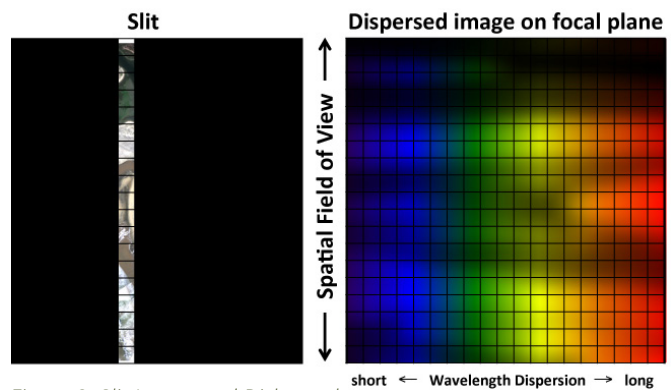 Slit
Dispersed image on focal plane
← Spatial Field of View →
short ← Wavelength Dispersion → long